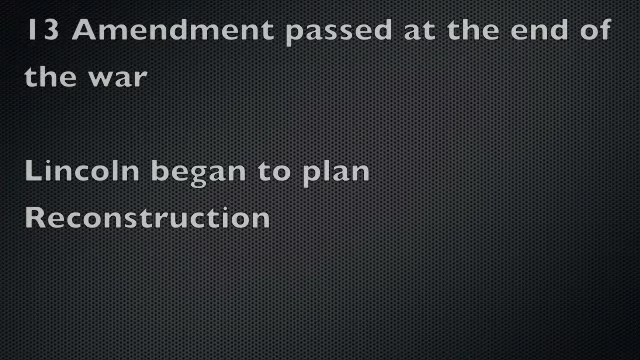 13 Amendment passed at the end of
the war
Lincoln began to plan
Reconstruction